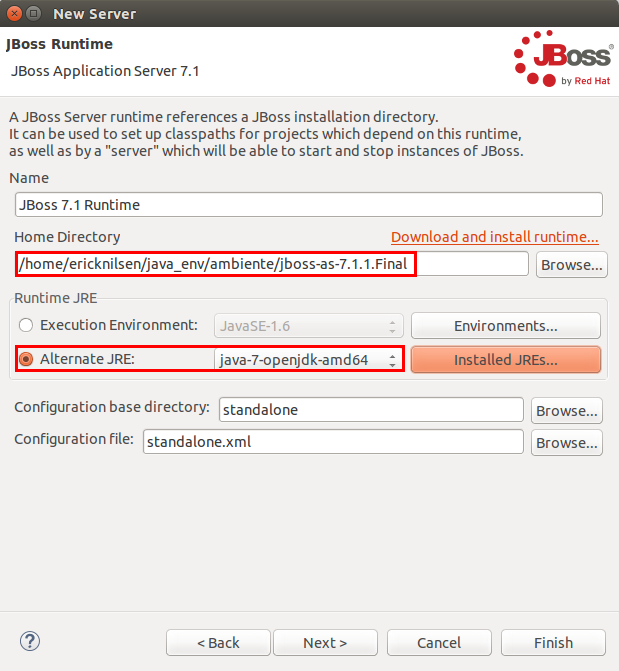 New Server
JBoss Runtime
JBoss Application Server 7.1
JBoss®
by Red Hat
A JBoss Server runtime references a JBoss installation directory.
It can be used to set up classpaths for projects which depend on this runtime,
as well as by a "server" which will be able to start and stop instances of JBoss.
Name
JBoss 7.1 Runtime
Home Directory Download and install runtime...
/home/ericknilsen/java_env/ambiente/jboss-as-7.1.1.Final Browse...
Runtime JRE
Execution Environment: JavaSE-1.6 Environments...
Alternate JRE: java-7-openjdk-amd64 Installed JREs...
Configuration base directory: standalone Browse...
Configuration file: standalone.xml Browse...
? < Back Next > Cancel Finish